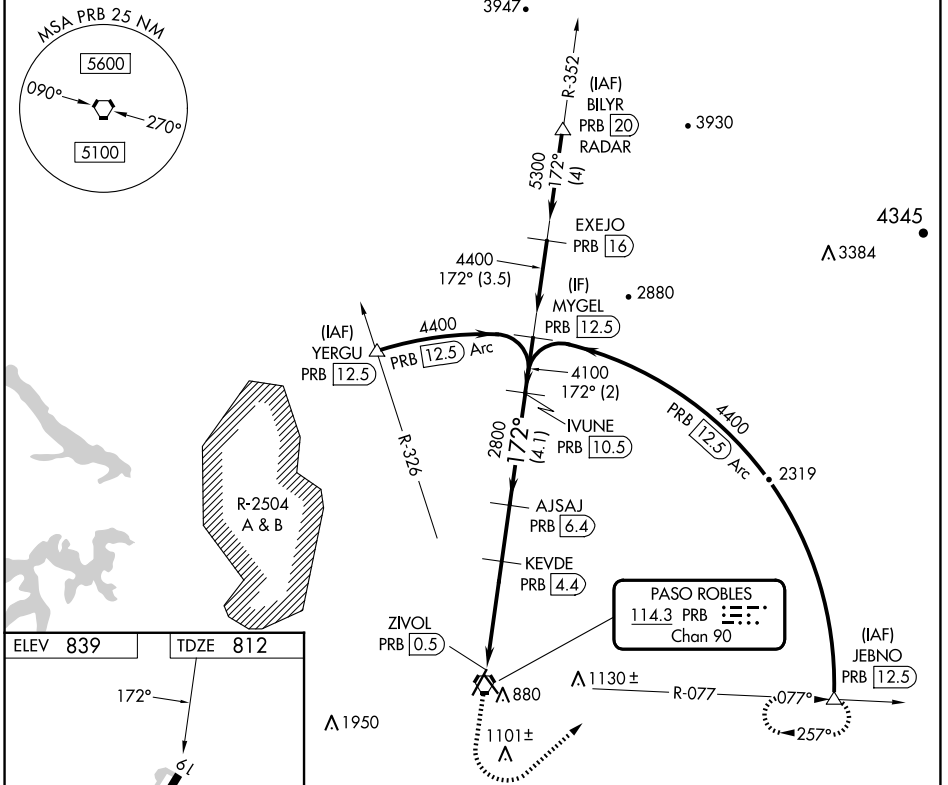 3947
MSA PRB 25 NM
5600
090°
270°
5100
R-352
(IAF)
BILYR
PRB 20
RADAR
3930
5300
172°
(4)
EXEJO
PRB 16
4345
3384
4400
172° (3.5)
(IF)
MYGEL
PRB 12.5
2880
(IAF)
YERGU
PRB 12.5
4400
PRB 12.5 Arc
4100
172° (2)
IVUNE
PRB 10.5
4400
PRB 12.5 Arc
2319
R-326
2800
172°
(4.1)
R-2504
A & B
AJSAJ
PRB 6.4
KEVDE
PRB 4.4
PASO ROBLES
114.3 PRB
Chan 90
ZIVOL
PRB 0.5
(IAF)
JEBNO
PRB 12.5
ELEV 839
TDZE 812
172°
19
1950
880
1130 ±
R-077
077°
257°
1101±